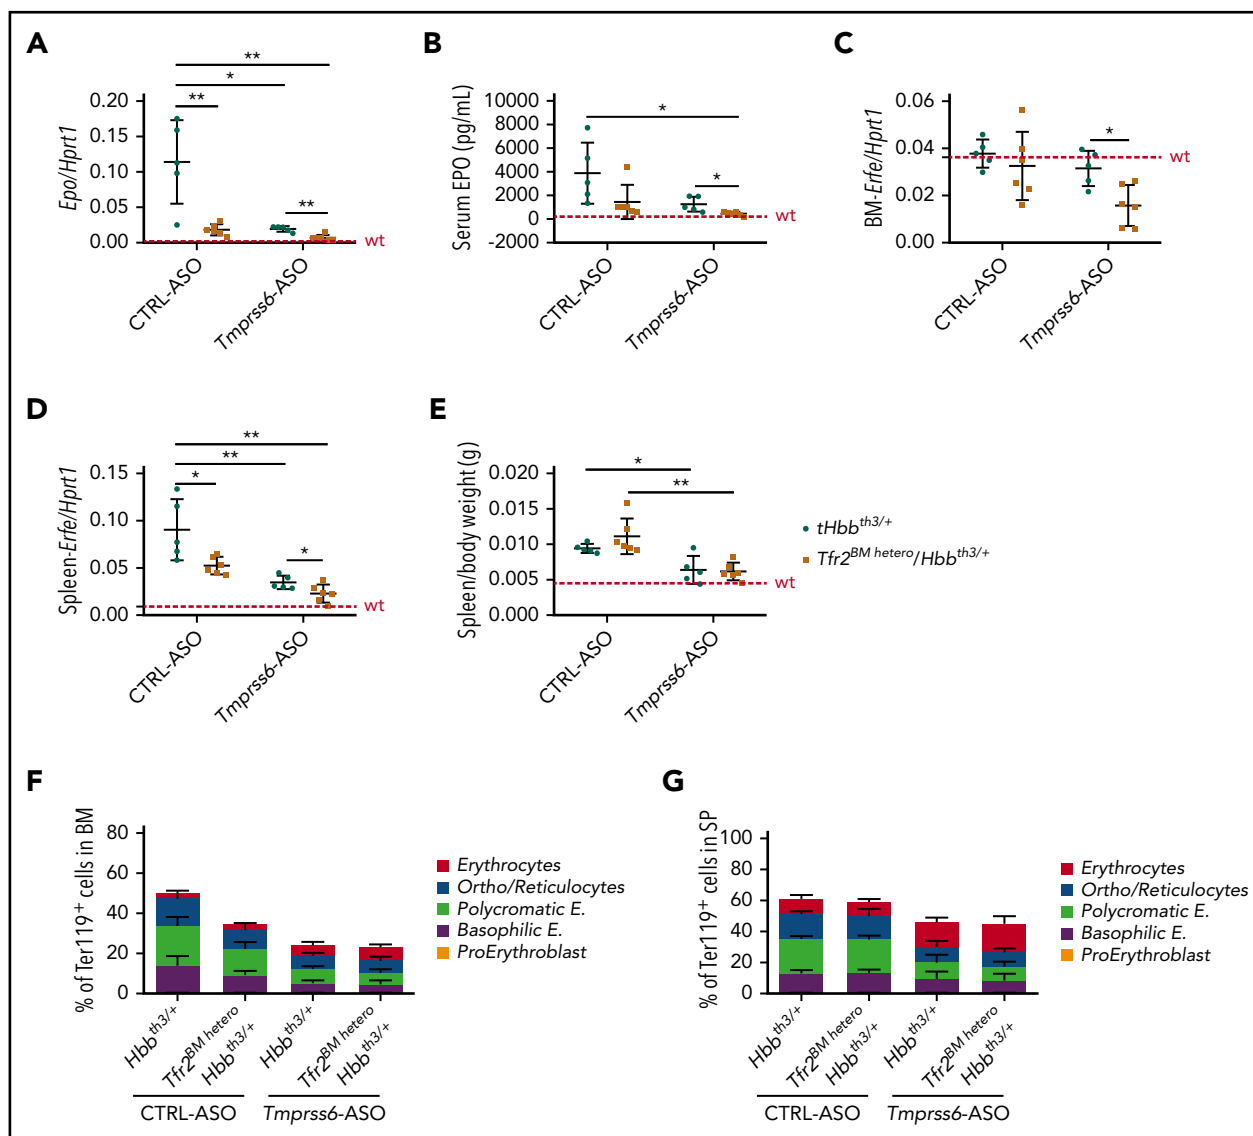 A
**
*
**
**
Epo/Hprt1
0.20
0.15
0.10
0.05
0.00
wt
CTRL-ASO
Tmprss6-ASO
B
*
*
Serum EPO (pg/mL)
10000
8000
6000
4000
2000
0
-2000
wt
CTRL-ASO
Tmprss6-ASO
C
*
BM-Erfe/Hprt1
0.06
0.04
0.02
0.00
wt
CTRL-ASO
Tmprss6-ASO
D
**
**
*
*
Spleen-Erfe/Hprt1
0.15
0.10
0.05
0.00
wt
CTRL-ASO
Tmprss6-ASO
E
*
**
Spleen/body weight (g)
0.020
0.015
0.010
0.005
0.000
wt
CTRL-ASO
Tmprss6-ASO
tHbb^th3/+
Tfr2^BM hetero/Hbb^th3/+
F
% of Ter119+ cells in BM
80
60
40
20
0
Hbb^th3/+
Tfr2^BM hetero
Hbb^th3/+
Hbb^th3/+
Tfr2^BM hetero
Hbb^th3/+
CTRL-ASO
Tmprss6-ASO
Erythrocytes
Ortho/Reticulocytes
Polycromatic E.
Basophilic E.
ProErythroblast
G
% of Ter119+ cells in SP
100
80
60
40
20
0
Hbb^th3/+
Tfr2^BM hetero
Hbb^th3/+
Hbb^th3/+
Tfr2^BM hetero
Hbb^th3/+
CTRL-ASO
Tmprss6-ASO
Erythrocytes
Ortho/Reticulocytes
Polycromatic E.
Basophilic E.
ProErythroblast